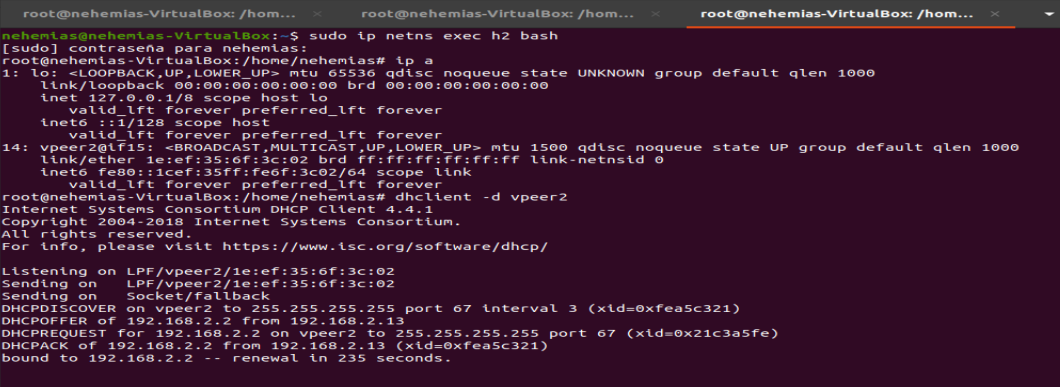 root@nehemias-VirtualBox: /hom... × root@nehemias-VirtualBox: /hom... × root@nehemias-VirtualBox: /hom... ×
nehemias@nehemias-VirtualBox:~$ sudo ip netns exec h2 bash
[sudo] contraseña para nehemias:
root@nehemias-VirtualBox:/home/nehemias# ip a
1: lo: <LOOPBACK,UP,LOWER_UP> mtu 65536 qdisc noqueue state UNKNOWN group default qlen 1000
    link/loopback 00:00:00:00:00:00 brd 00:00:00:00:00:00
    inet 127.0.0.1/8 scope host lo
       valid_lft forever preferred_lft forever
    inet6 ::1/128 scope host
       valid_lft forever preferred_lft forever
14: vpeer2@if15: <BROADCAST,MULTICAST,UP,LOWER_UP> mtu 1500 qdisc noqueue state UP group default qlen 1000
    link/ether 1e:ef:35:6f:3c:02 brd ff:ff:ff:ff:ff:ff link-netnsid 0
    inet6 fe80::1cef:35ff:fe6f:3c02/64 scope link
       valid_lft forever preferred_lft forever
root@nehemias-VirtualBox:/home/nehemias# dhclient -d vpeer2
Internet Systems Consortium DHCP Client 4.4.1
Copyright 2004-2018 Internet Systems Consortium.
All rights reserved.
For info, please visit https://www.isc.org/software/dhcp/

Listening on LPF/vpeer2/1e:ef:35:6f:3c:02
Sending on   LPF/vpeer2/1e:ef:35:6f:3c:02
Sending on   Socket/fallback
DHCPDISCOVER on vpeer2 to 255.255.255.255 port 67 interval 3 (xid=0xfea5c321)
DHCPOFFER of 192.168.2.2 from 192.168.2.13
DHCPREQUEST for 192.168.2.2 on vpeer2 to 255.255.255.255 port 67 (xid=0x21c3a5fe)
DHCPACK of 192.168.2.2 from 192.168.2.13 (xid=0xfea5c321)
bound to 192.168.2.2 -- renewal in 235 seconds.